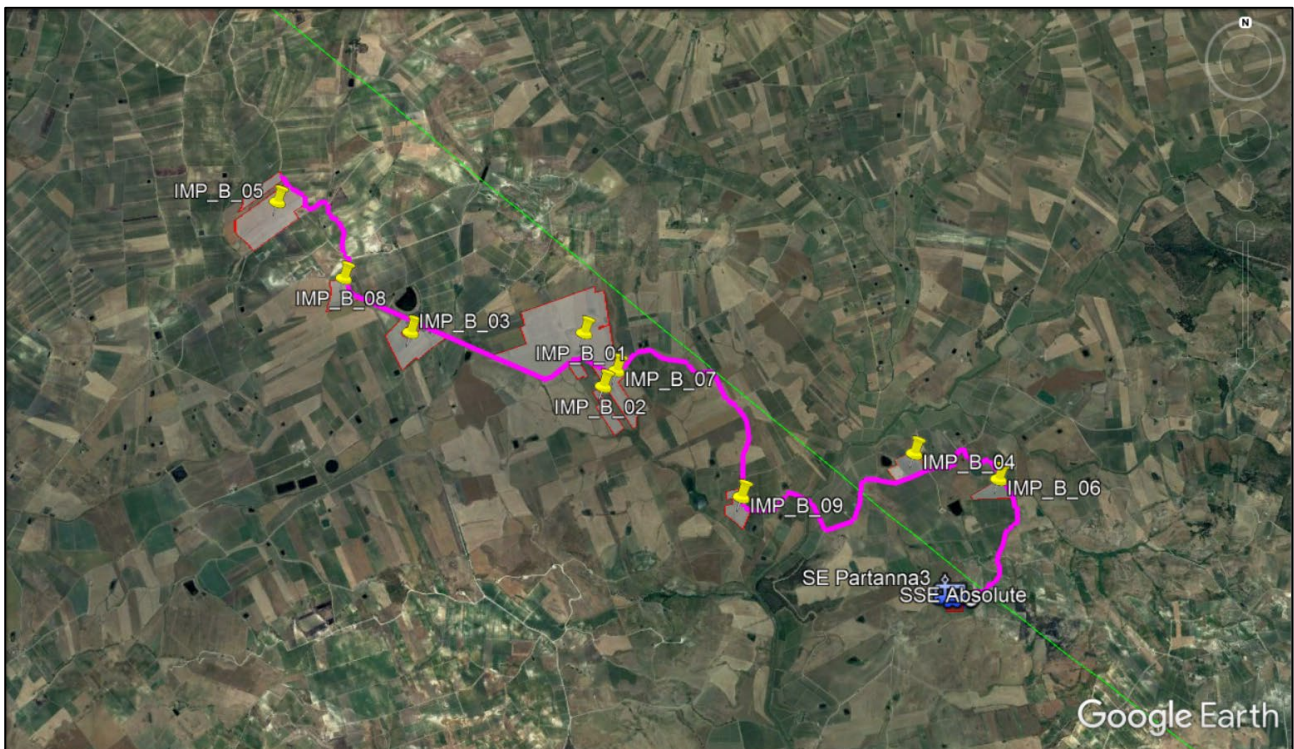 N
IMP_B_05
IMP_B_08
IMP_B_03
IMP_B_01
IMP_B_07
IMP_B_02
IMP_B_04
IMP_B_06
IMP_B_09
SE Partanna3
SSE Absolute
Google Earth